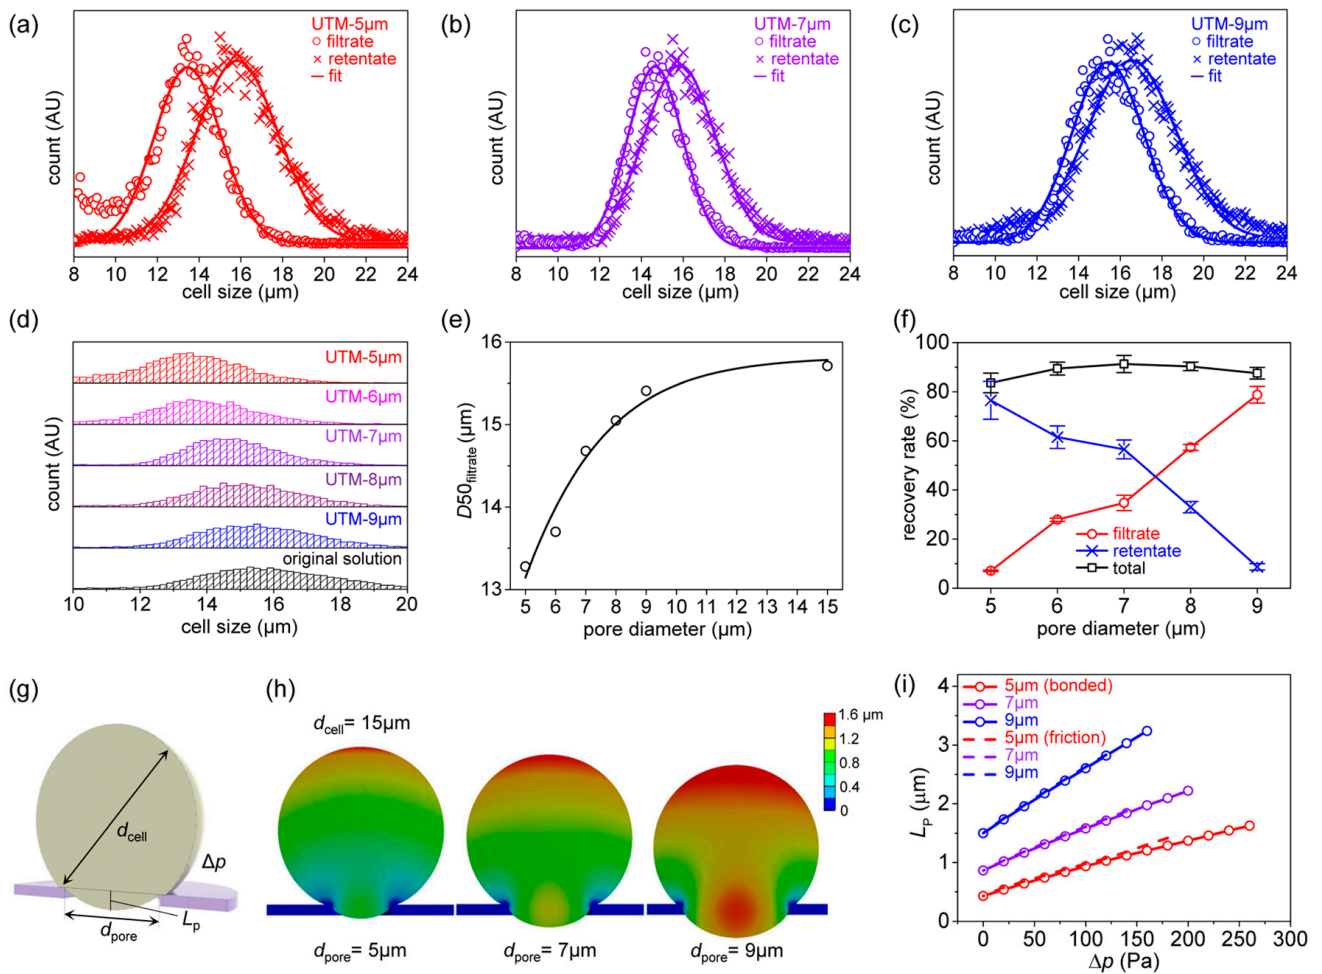 (a)
UTM-5µm
filtrate
retentate
fit
count (AU)
8 10 12 14 16 18 20 22 24
cell size (µm)
(b)
UTM-7µm
filtrate
retentate
fit
count (AU)
8 10 12 14 16 18 20 22 24
cell size (µm)
(c)
UTM-9µm
filtrate
retentate
fit
count (AU)
8 10 12 14 16 18 20 22 24
cell size (µm)
(d)
UTM-5µm
UTM-6µm
UTM-7µm
UTM-8µm
UTM-9µm
original solution
count (AU)
10 12 14 16 18 20
cell size (µm)
(e)
16
15
14
13
D50filtrate (µm)
5 6 7 8 9 10 11 12 13 14 15
pore diameter (µm)
(f)
100
80
60
40
20
0
recovery rate (%)
filtrate
retentate
total
5 6 7 8 9
pore diameter (µm)
(g)
dcell
Δp
Lp
dpore
(h)
dcell= 15µm
1.6 µm
1.2
0.8
0.4
0
dpore= 5µm
dpore= 7µm
dpore= 9µm
(i)
4
3
2
1
0
LP (µm)
5µm (bonded)
7µm
9µm
5µm (friction)
7µm
9µm
0 50 100 150 200 250 300
Δp (Pa)